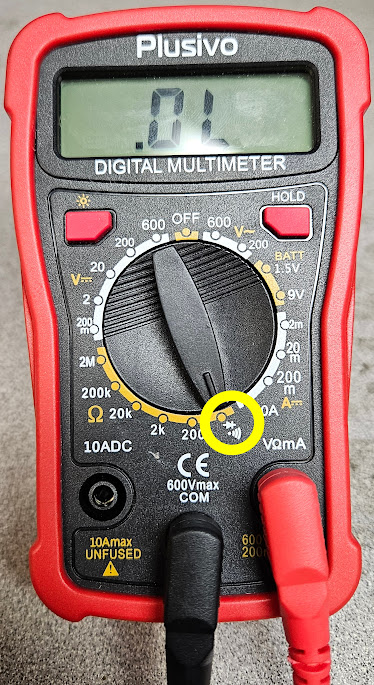 Plusivo
.0L
DIGITAL MULTIMETER
HOLD
600 OFF 600
200 V 200
V 20 BATT 1.5V
2 9V
200m 2m
2M 20m
200k 200m
Ω 20k 2k 200 0A A
10ADC VΩmA
CE
600Vmax
COM
10Amax
UNFUSED
600
200